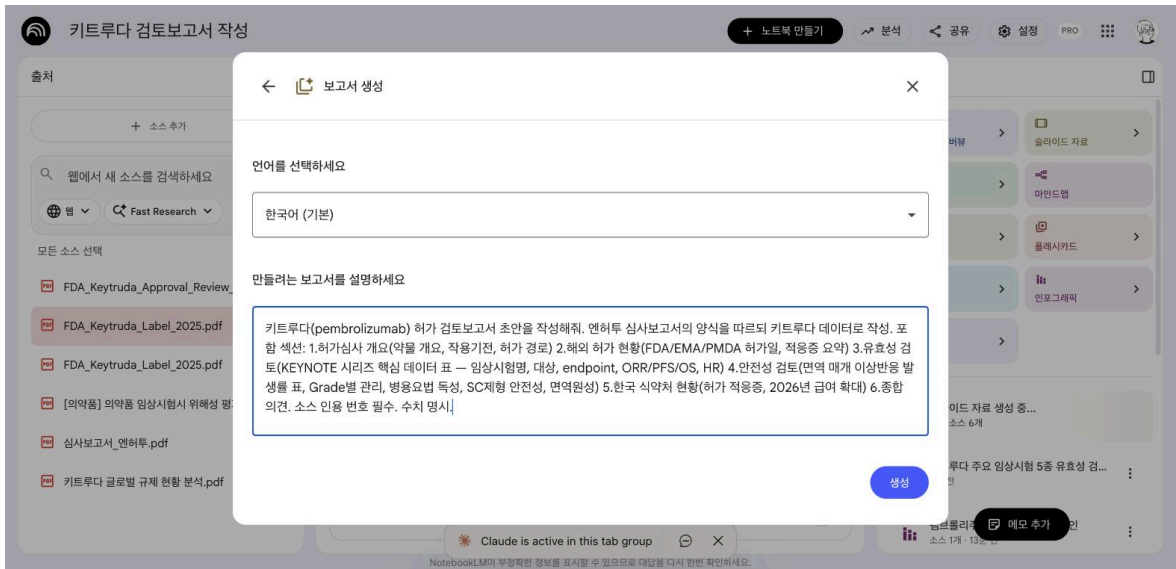 키트루다 검토보고서 작성
+ 노트북 만들기
분석
공유
설정
PRO
출처
+ 소스 추가
웹에서 새 소스를 검색하세요
웹
Fast Research
모든 소스 선택
FDA_Keytruda_Approval_Review_
FDA_Keytruda_Label_2025.pdf
FDA_Keytruda_Label_2025.pdf
[의약품] 의약품 임상시험시 위해성 평
심사보고서_엔허투.pdf
키트루다 글로벌 규제 현황 분석.pdf
보고서 생성
언어를 선택하세요
한국어 (기본)
만들려는 보고서를 설명하세요
키트루다(pembrolizumab) 허가 검토보고서 초안을 작성해줘. 엔허투 심사보고서의 양식을 따르되 키트루다 데이터로 작성. 포
함 섹션: 1.허가심사 개요(약물 개요, 작용기전, 허가 경로) 2.해외 허가 현황(FDA/EMA/PMDA 허가일, 적응증 요약) 3.유효성 검
토(KEYNOTE 시리즈 핵심 데이터 표 — 임상시험명, 대상, endpoint, ORR/PFS/OS, HR) 4.안전성 검토(면역 매개 이상반응 발
생률 표, Grade별 관리, 병용요법 독성, SC제형 안전성, 면역원성) 5.한국 식약처 현황(허가 적응증, 2026년 급여 확대) 6.종합
의견. 소스 인용 번호 필수. 수치 명시.
생성
버뷰
슬라이드 자료
마인드맵
플래시카드
인포그래픽
이드 자료 생성 중...
소스 6개
루다 주요 임상시험 5종 유효성 검...
전
메모 추가
인
소스 1개
Claude is active in this tab group
NotebookLM이 부정확한 정보를 표시할 수 있으므로 대답을 다시 한번 확인하세요.